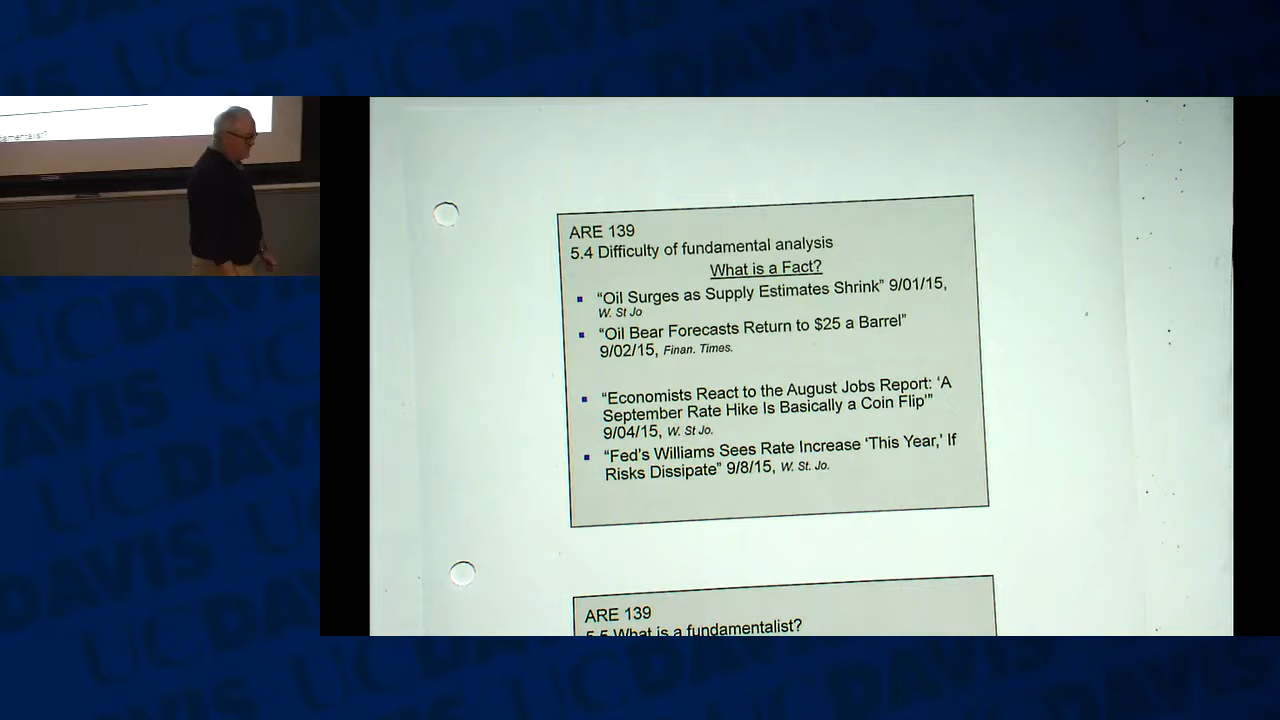 UC DAVIS
amentalist?
ARE 139
5.4 Difficulty of fundamental analysis
What is a Fact?
▪ “Oil Surges as Supply Estimates Shrink” 9/01/15,
W. St Jo
▪ “Oil Bear Forecasts Return to $25 a Barrel”
9/02/15, Finan. Times.
▪ “Economists React to the August Jobs Report: ‘A
September Rate Hike Is Basically a Coin Flip’”
9/04/15, W. St Jo.
▪ “Fed’s Williams Sees Rate Increase ‘This Year,’ If
Risks Dissipate” 9/8/15, W. St. Jo.
ARE 139
5.5 What is a fundamentalist?